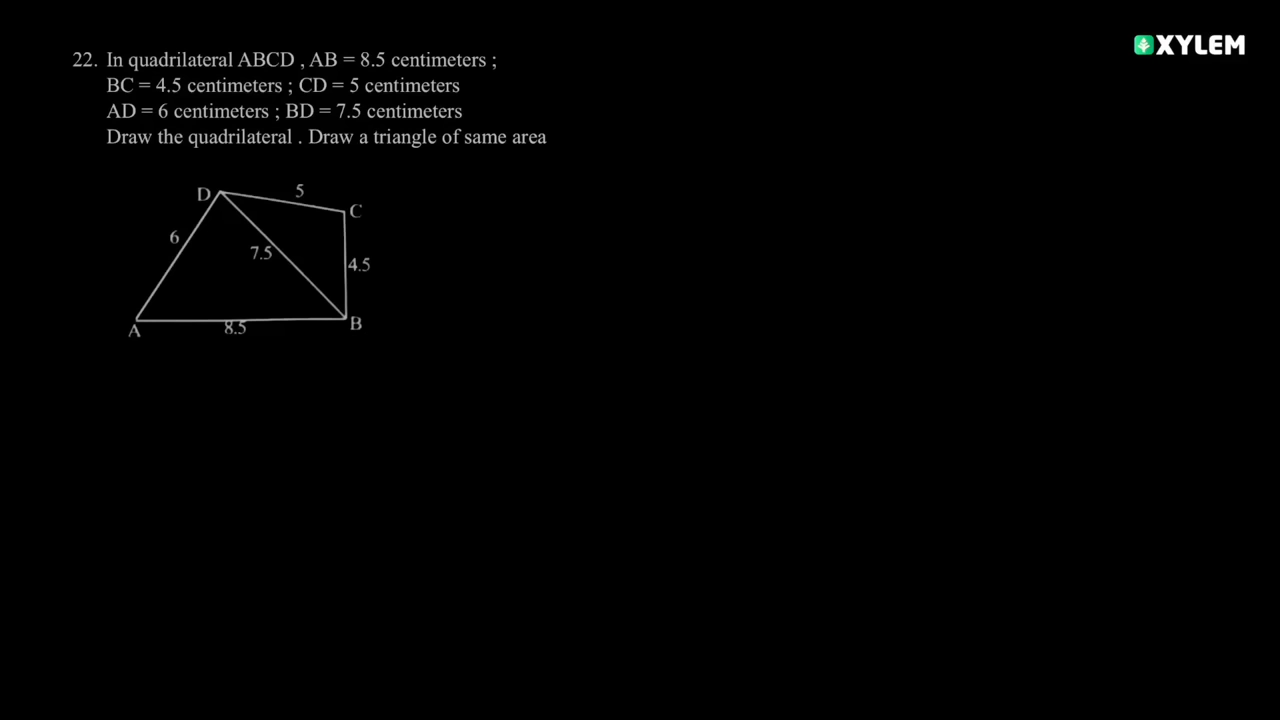 XYLEM
22. In quadrilateral ABCD , AB = 8.5 centimeters ;
BC = 4.5 centimeters ; CD = 5 centimeters
AD = 6 centimeters ; BD = 7.5 centimeters
Draw the quadrilateral . Draw a triangle of same area
D
5
C
6
7.5
4.5
A
8.5
B